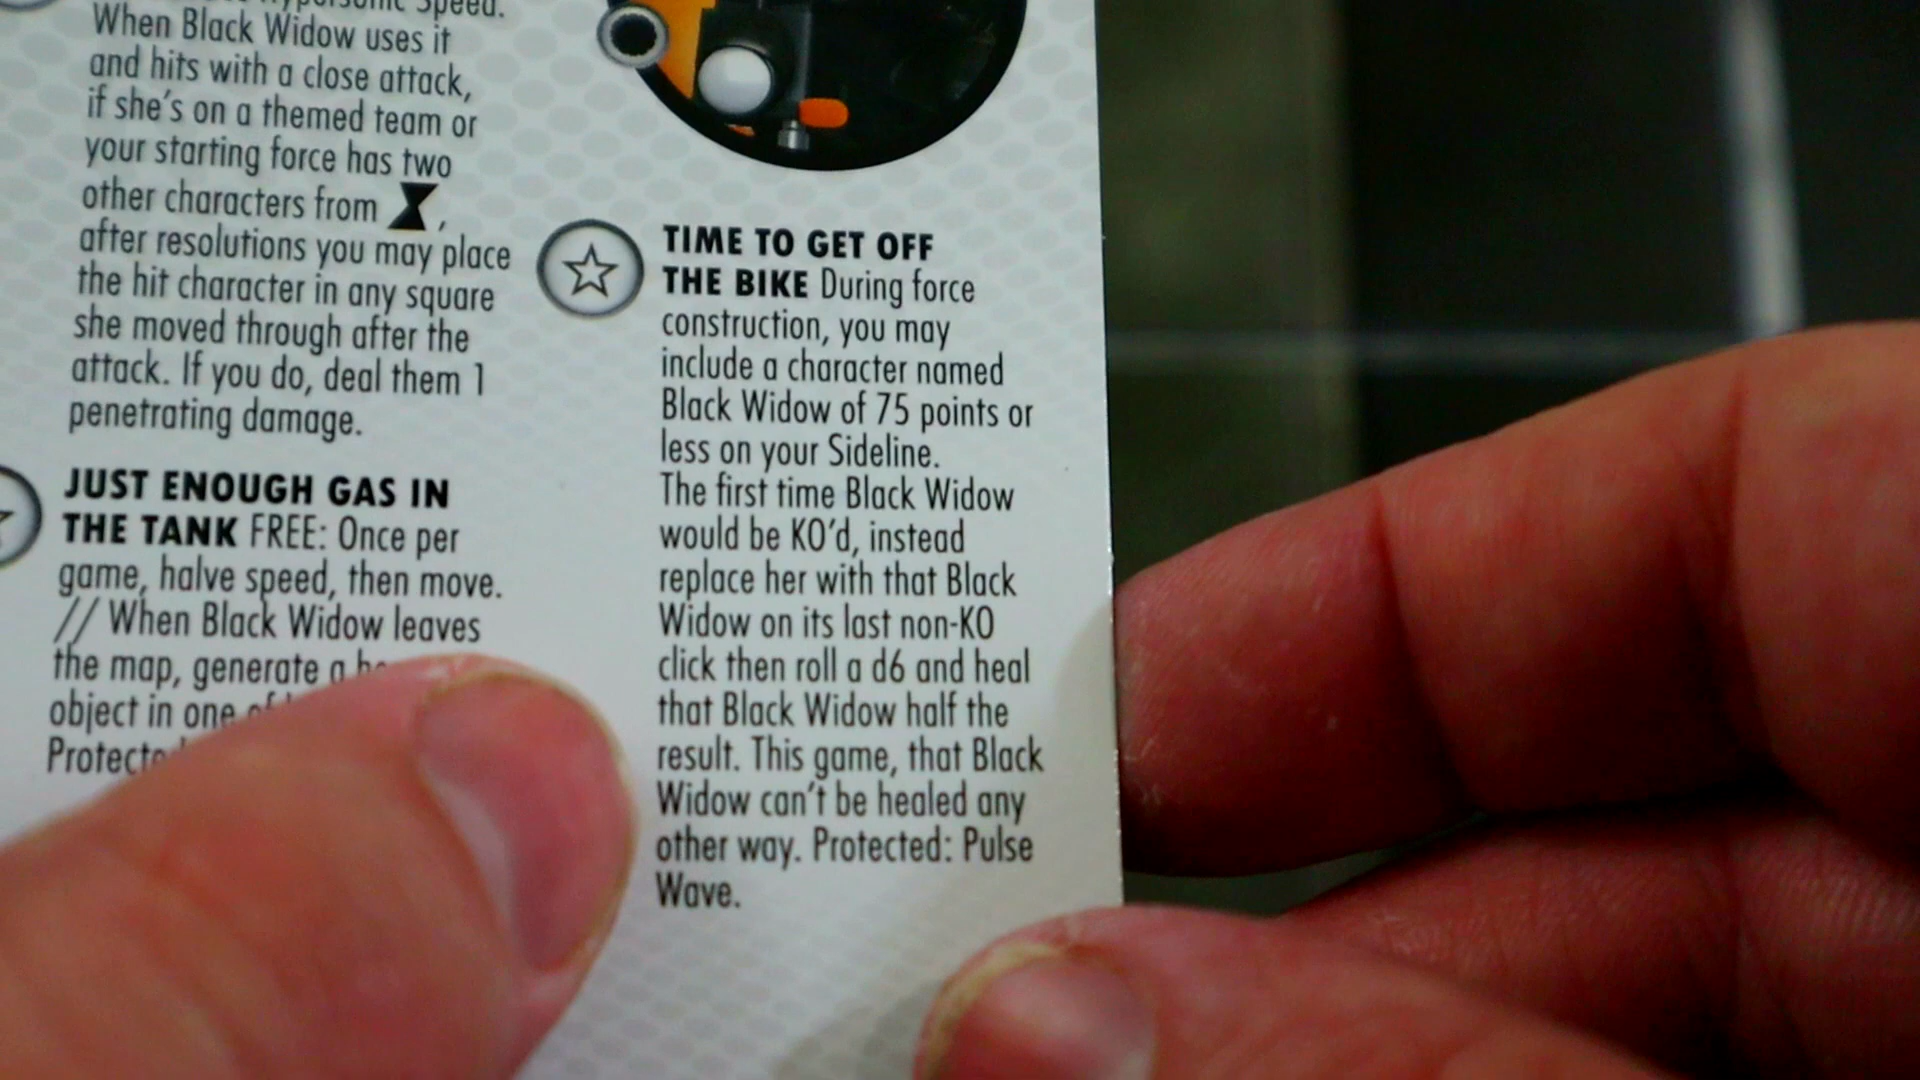 Hypersonic Speed.
When Black Widow uses it
and hits with a close attack,
if she's on a themed team or
your starting force has two
other characters from ,
after resolutions you may place
the hit character in any square
she moved through after the
attack. If you do, deal them 1
penetrating damage.
JUST ENOUGH GAS IN
THE TANK FREE: Once per
game, halve speed, then move.
// When Black Widow leaves
the map, generate a
object in one of
TIME TO GET OFF
THE BIKE During force
construction, you may
include a character named
Black Widow of 75 points or
less on your Sideline.
The first time Black Widow
would be KO'd, instead
replace her with that Black
Widow on its last non-KO
click then roll a d6 and heal
that Black Widow half the
result. This game, that Black
Widow can't be healed any
other way. Protected: Pulse
Wave.